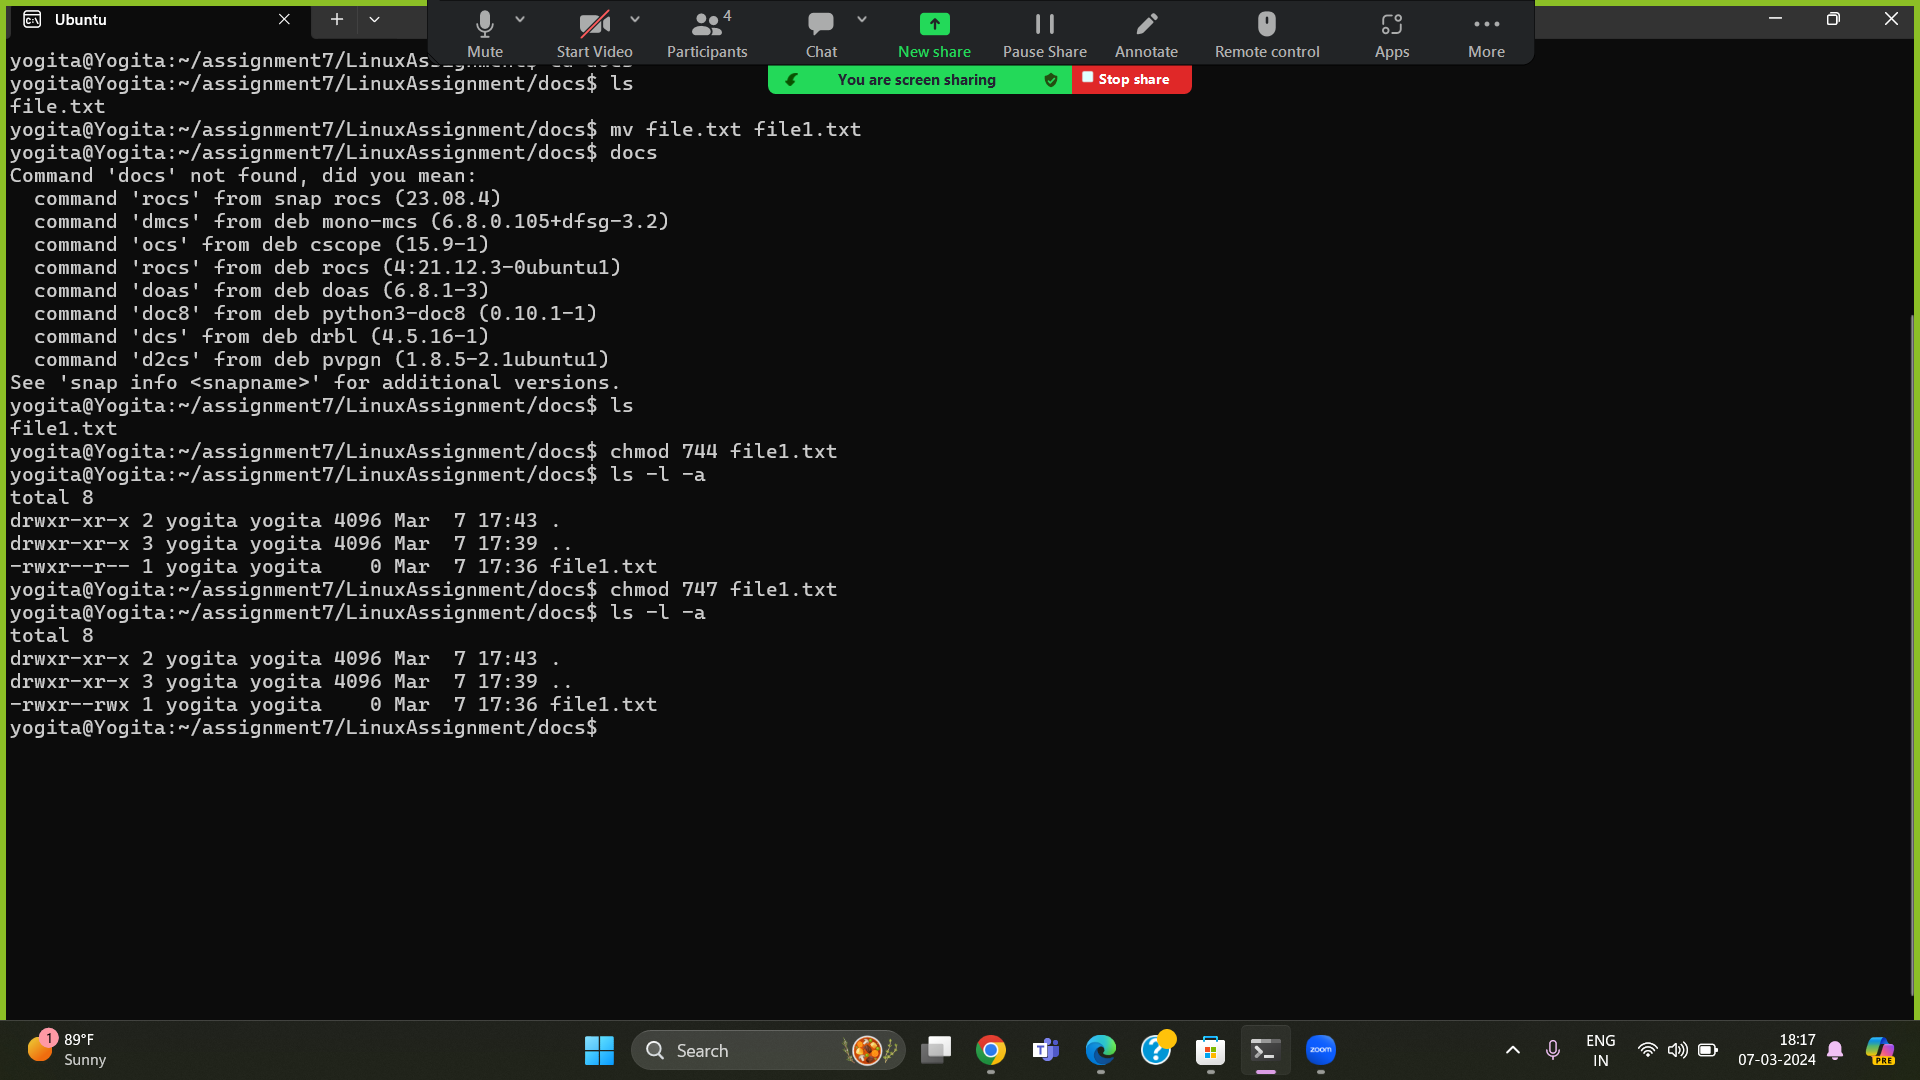 Ubuntu
Mute
Start Video
4
Participants
Chat
New share
Pause Share
Annotate
Remote control
Apps
More
You are screen sharing
Stop share
yogita@Yogita:~/assignment7/LinuxAssignment$ cd docs
yogita@Yogita:~/assignment7/LinuxAssignment/docs$ ls
file.txt
yogita@Yogita:~/assignment7/LinuxAssignment/docs$ mv file.txt file1.txt
yogita@Yogita:~/assignment7/LinuxAssignment/docs$ docs
Command 'docs' not found, did you mean:
  command 'rocs' from snap rocs (23.08.4)
  command 'dmcs' from deb mono-mcs (6.8.0.105+dfsg-3.2)
  command 'ocs' from deb cscope (15.9-1)
  command 'rocs' from deb rocs (4:21.12.3-0ubuntu1)
  command 'doas' from deb doas (6.8.1-3)
  command 'doc8' from deb python3-doc8 (0.10.1-1)
  command 'dcs' from deb drbl (4.5.16-1)
  command 'd2cs' from deb pvpgn (1.8.5-2.1ubuntu1)
See 'snap info <snapname>' for additional versions.
yogita@Yogita:~/assignment7/LinuxAssignment/docs$ ls
file1.txt
yogita@Yogita:~/assignment7/LinuxAssignment/docs$ chmod 744 file1.txt
yogita@Yogita:~/assignment7/LinuxAssignment/docs$ ls -l -a
total 8
drwxr-xr-x 2 yogita yogita 4096 Mar  7 17:43 .
drwxr-xr-x 3 yogita yogita 4096 Mar  7 17:39 ..
-rwxr--r-- 1 yogita yogita    0 Mar  7 17:36 file1.txt
yogita@Yogita:~/assignment7/LinuxAssignment/docs$ chmod 747 file1.txt
yogita@Yogita:~/assignment7/LinuxAssignment/docs$ ls -l -a
total 8
drwxr-xr-x 2 yogita yogita 4096 Mar  7 17:43 .
drwxr-xr-x 3 yogita yogita 4096 Mar  7 17:39 ..
-rwxr--rwx 1 yogita yogita    0 Mar  7 17:36 file1.txt
yogita@Yogita:~/assignment7/LinuxAssignment/docs$
1
89°F
Sunny
Search
zoom
ENG
IN
18:17
07-03-2024
PRE